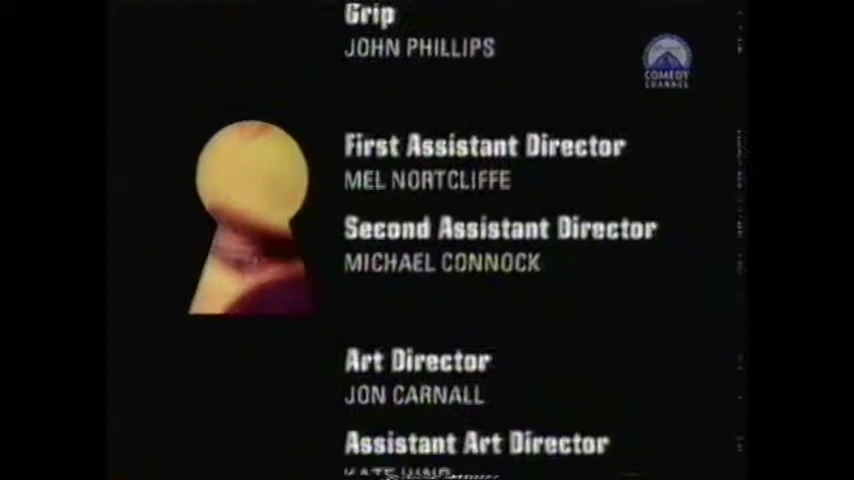 Grip
JOHN PHILLIPS
COMEDY
CHANNEL
First Assistant Director
MEL NORTCLIFFE
Second Assistant Director
MICHAEL CONNOCK
Art Director
JON CARNALL
Assistant Art Director